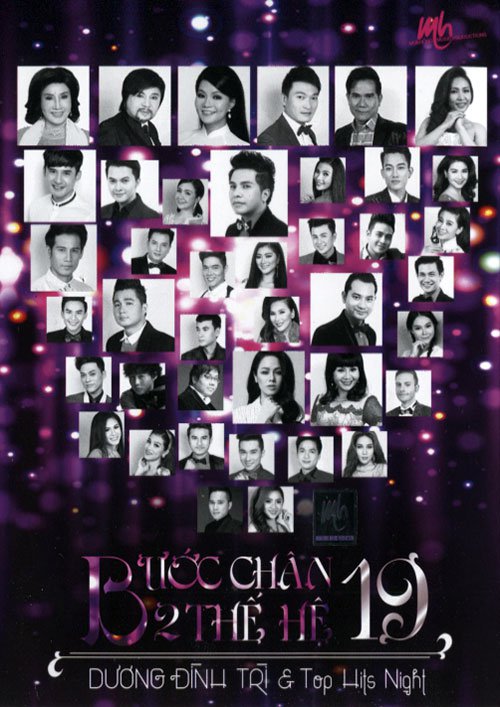 BƯỚC CHÂN
2 THẾ HỆ 19
DƯƠNG ĐÌNH TRÍ & Top Hits Night